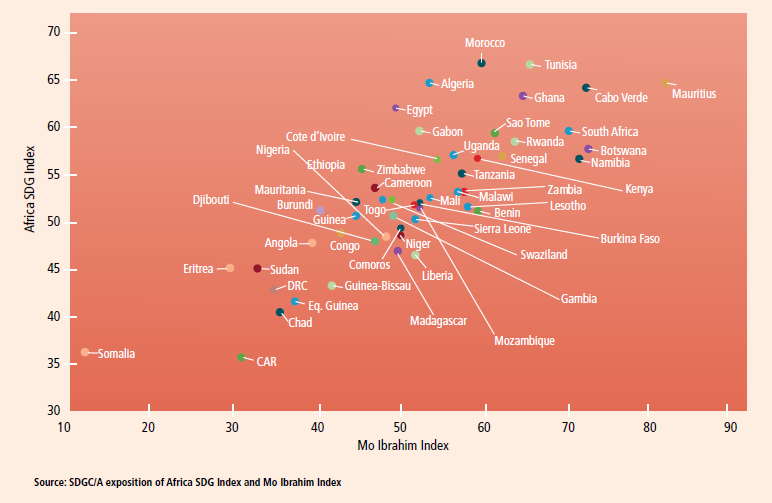 Africa SDG Index
70
65
60
55
50
45
40
35
30
Morocco
Tunisia
Algeria
Mauritius
Cabo Verde
Ghana
Egypt
Sao Tome
Gabon
South Africa
Cote d'Ivoire
Rwanda
Nigeria
Uganda
Botswana
Senegal
Namibia
Ethiopia
Zimbabwe
Tanzania
Cameroon
Mauritania
Zambia
Kenya
Djibouti
Malawi
Mali
Burundi
Togo
Lesotho
Benin
Guinea
Sierra Leone
Burkina Faso
Angola
Congo
Niger
Swaziland
Comoros
Eritrea
Sudan
Liberia
DRC
Guinea-Bissau
Gambia
Eq. Guinea
Chad
Madagascar
Mozambique
Somalia
CAR
10 20 30 40 50 60 70 80 90
Mo Ibrahim Index
Source: SDGC/A exposition of Africa SDG Index and Mo Ibrahim Index